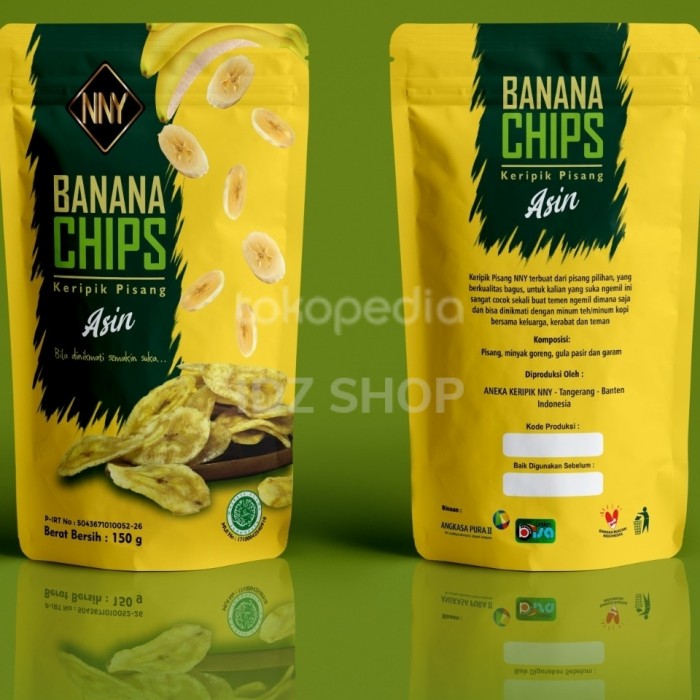 NNY
BANANA
CHIPS
Keripik Pisang
Asin
Bila dinikmati semakin suka...
P-IRT No : 5043671010052-26
Berat Bersih : 150 g
BANANA
CHIPS
Keripik Pisang
Asin
Keripik Pisang NNY terbuat dari pisang pilihan, yang
berkualitas bagus, untuk kalian yang suka ngemil ini
sangat cocok sekali buat temen ngemil dimana saja
dan bisa dinikmati dengan minum teh/minum kopi
bersama keluarga, kerabat dan teman
Komposisi:
Pisang, minyak goreng, gula pasir dan garam
Diproduksi Oleh :
ANEKA KERIPIK NNY - Tangerang - Banten
Indonesia
Kode Produksi :
Baik Digunakan Sebelum :
Binaan :
ANGKASA PURA II
bisa
tokopedia
IDZ SHOP